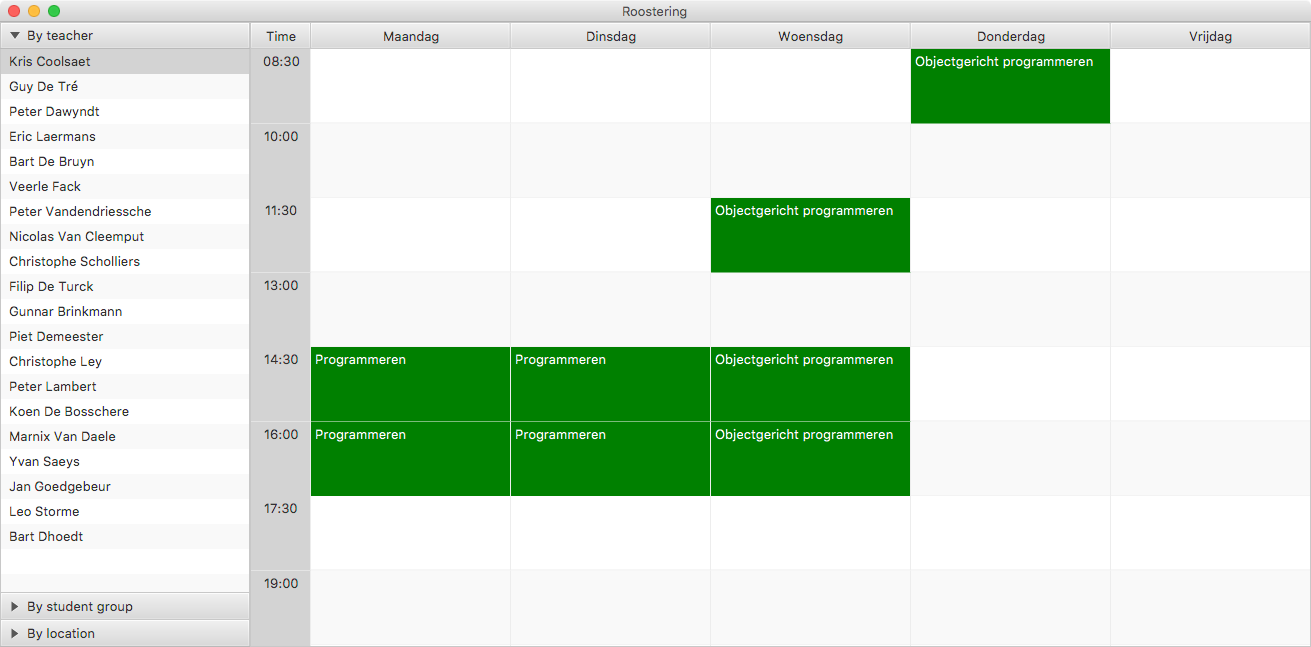 Roostering
By teacher
Kris Coolsaet
Guy De Tré
Peter Dawyndt
Eric Laermans
Bart De Bruyn
Veerle Fack
Peter Vandendriessche
Nicolas Van Cleemput
Christophe Scholliers
Filip De Turck
Gunnar Brinkmann
Piet Demeester
Christophe Ley
Peter Lambert
Koen De Bosschere
Marnix Van Daele
Yvan Saeys
Jan Goedgebeur
Leo Storme
Bart Dhoedt
By student group
By location
Time Maandag Dinsdag Woensdag Donderdag Vrijdag
08:30 Objectgericht programmeren
10:00
11:30 Objectgericht programmeren
13:00
14:30 Programmeren Programmeren Objectgericht programmeren
16:00 Programmeren Programmeren Objectgericht programmeren
17:30
19:00